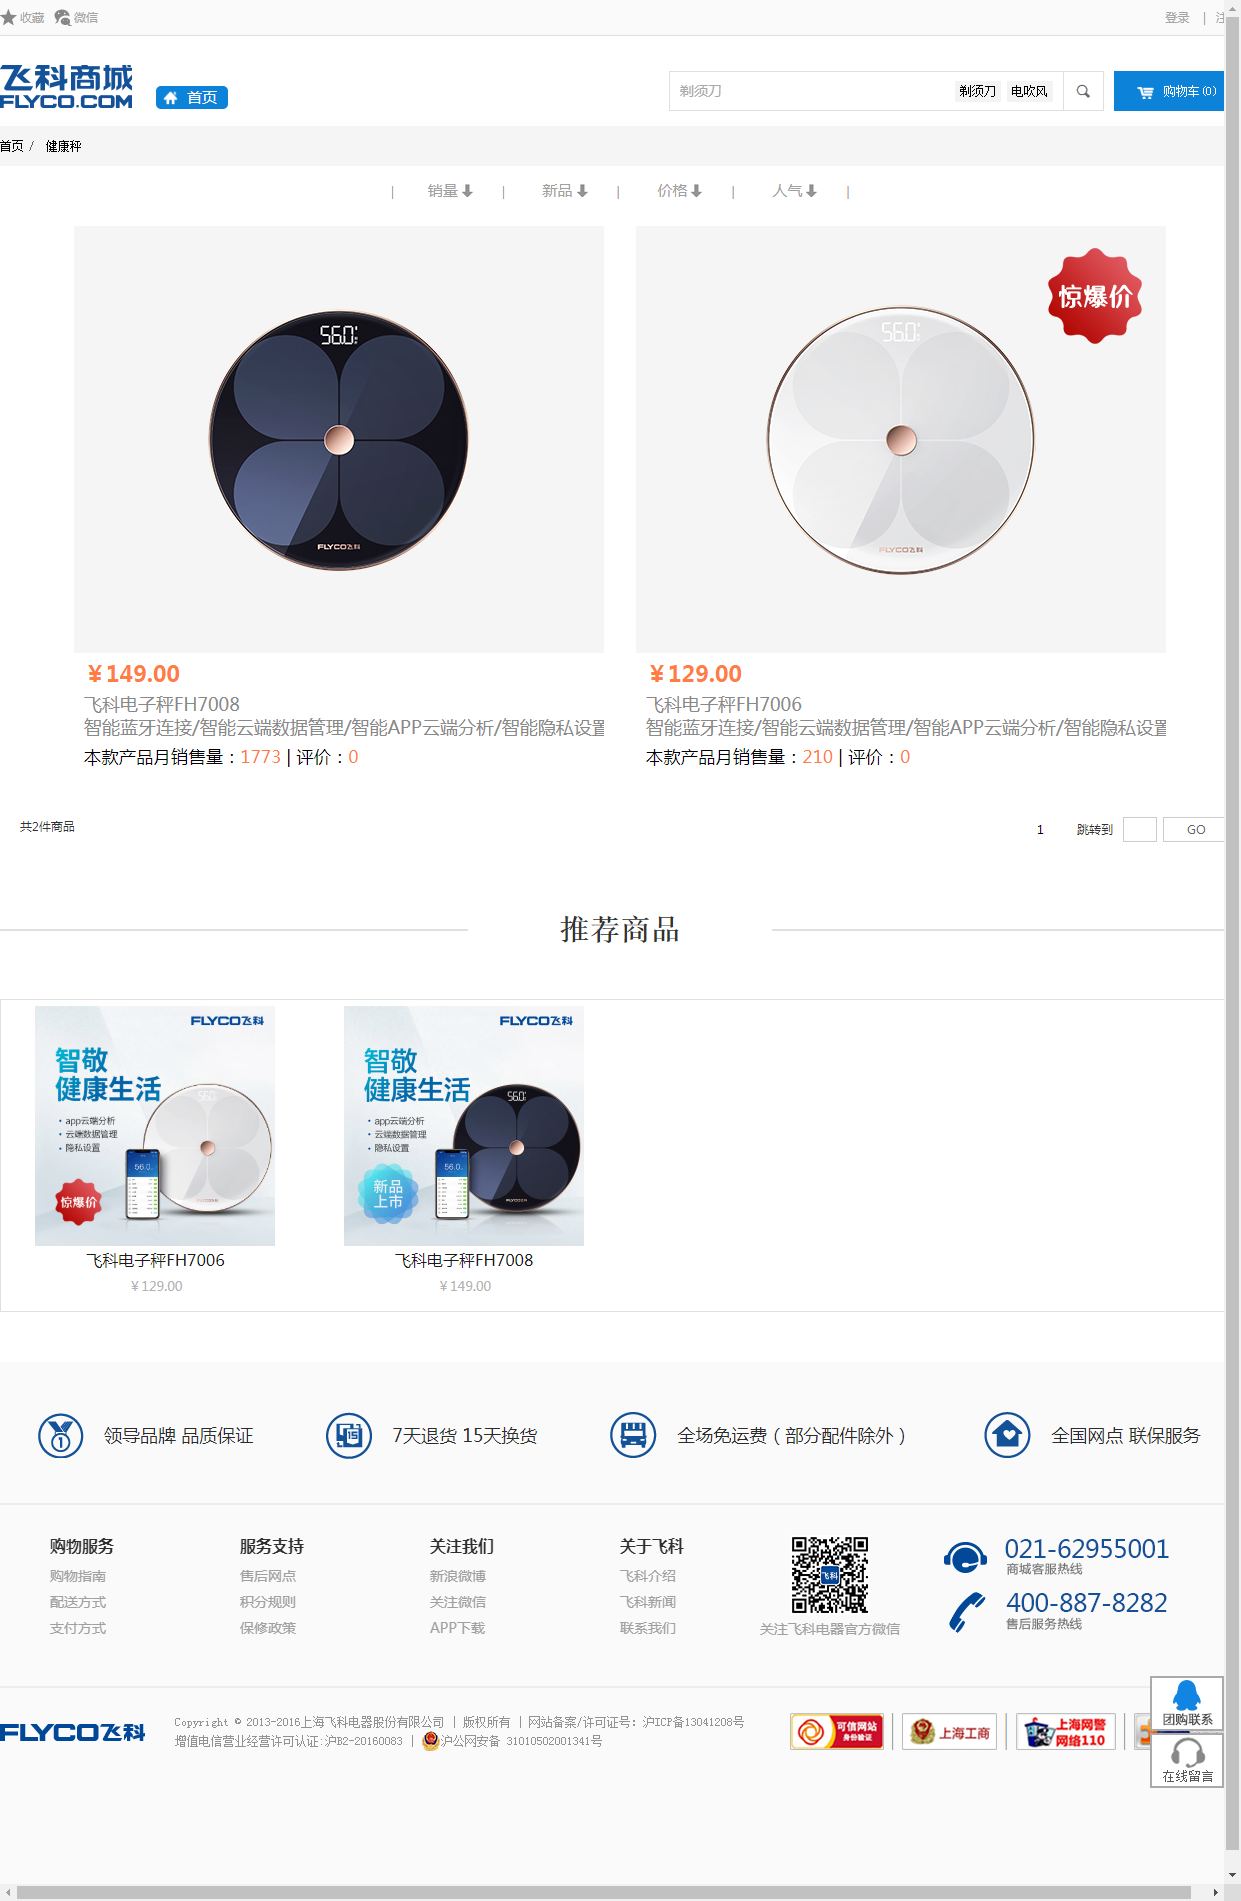 收藏 微信 登录 |
飞科商城
FLYCO.COM
首页
剃须刀 剃须刀 电吹风
购物车(0)
首页 / 健康秤
| 销量 | 新品 | 价格 | 人气 |
56.0
FLYCO飞科
56.0
FLYCO飞科
惊爆价
¥149.00
飞科电子秤FH7008
智能蓝牙连接/智能云端数据管理/智能APP云端分析/智能隐私设置
本款产品月销售量：1773 | 评价：0
¥129.00
飞科电子秤FH7006
智能蓝牙连接/智能云端数据管理/智能APP云端分析/智能隐私设置
本款产品月销售量：210 | 评价：0
共2件商品
1 跳转到 GO
推荐商品
FLYCO飞科
智敬
健康生活
• app云端分析
• 云端数据管理
• 隐私设置
56.0
56.0
惊爆价
飞科电子秤FH7006
¥129.00
FLYCO飞科
智敬
健康生活
• app云端分析
• 云端数据管理
• 隐私设置
56.0
56.0
新品
上市
飞科电子秤FH7008
¥149.00
1 领导品牌 品质保证
15 7天退货 15天换货
全场免运费（部分配件除外）
全国网点 联保服务
购物服务
购物指南
配送方式
支付方式
服务支持
售后网点
积分规则
保修政策
关注我们
新浪微博
关注微信
APP下载
关于飞科
飞科介绍
飞科新闻
联系我们
飞科
关注飞科电器官方微信
021-62955001
商城客服热线
400-887-8282
售后服务热线
团购联系
在线留言
FLYCO飞科
Copyright © 2013-2016上海飞科电器股份有限公司 | 版权所有 | 网站备案/许可证号: 沪ICP备13041208号
增值电信营业经营许可认证:沪B2-20160083 | 沪公网安备 31010502001341号
可信网站
身份验证
上海工商
上海网警
网络110